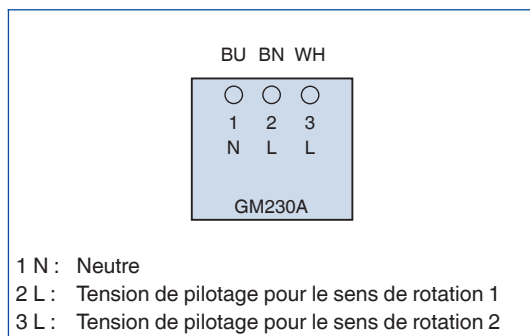 BU BN WH
1 2 3
N L L
GM230A
1 N : Neutre
2 L : Tension de pilotage pour le sens de rotation 1
3 L : Tension de pilotage pour le sens de rotation 2